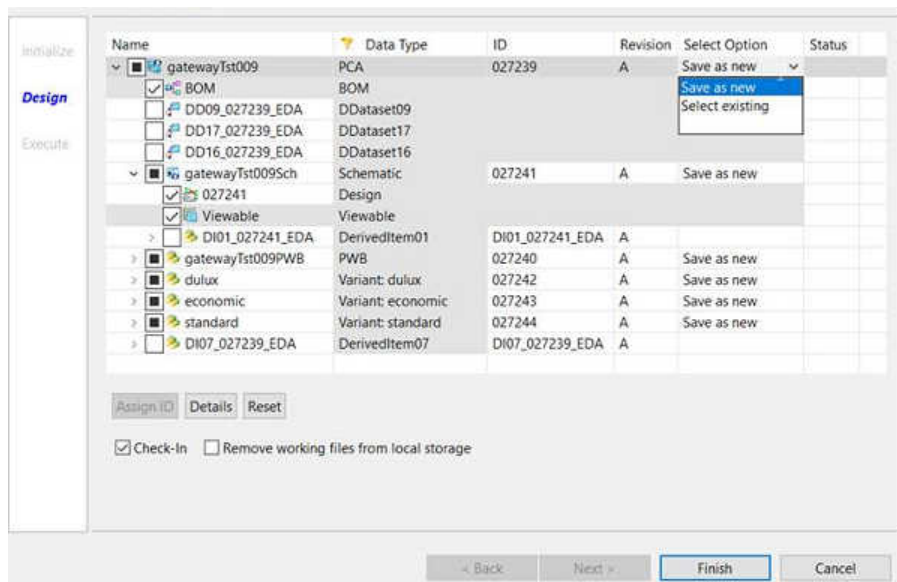 Initialize
Design
Execute
Name Data Type ID Revision Select Option Status
gatewayTst009 PCA 027239 A Save as new
BOM BOM Save as new
DD09_027239_EDA DDataset09 Select existing
DD17_027239_EDA DDataset17
DD16_027239_EDA DDataset16
gatewayTst009Sch Schematic 027241 A Save as new
027241 Design
Viewable Viewable
DI01_027241_EDA DerivedItem01 DI01_027241_EDA A
gatewayTst009PWB PWB 027240 A Save as new
dulux Variant: dulux 027242 A Save as new
economic Variant: economic 027243 A Save as new
standard Variant: standard 027244 A Save as new
DI07_027239_EDA DerivedItem07 DI07_027239_EDA A
Assign ID Details Reset
Check-In Remove working files from local storage
< Back Next > Finish Cancel